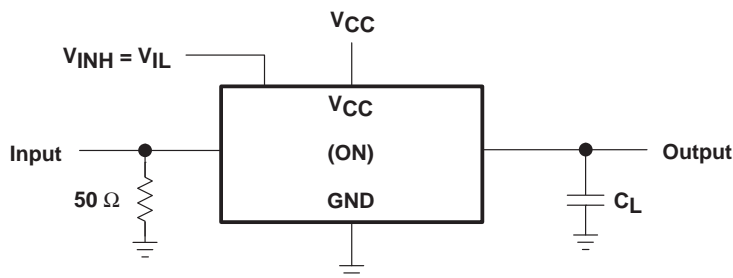 VCC
VINH = VIL
VCC
Input
(ON)
Output
50 Ω
GND
CL